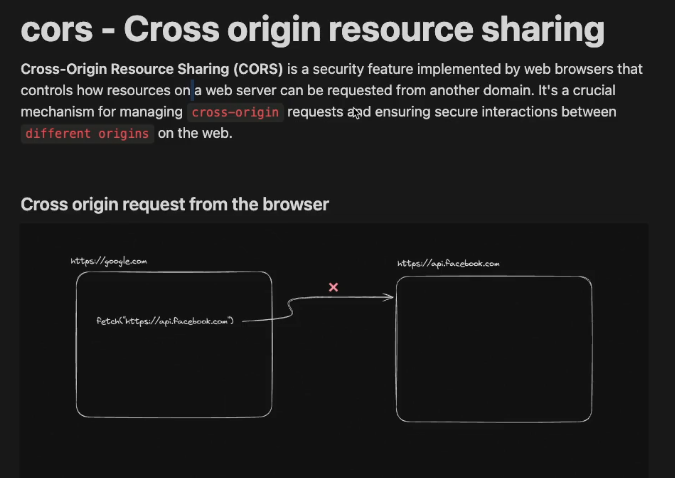 cors - Cross origin resource sharing
Cross-Origin Resource Sharing (CORS) is a security feature implemented by web browsers that
controls how resources on a web server can be requested from another domain. It's a crucial
mechanism for managing cross-origin requests and ensuring secure interactions between
different origins on the web.
Cross origin request from the browser
https://google.com
https://api.facebook.com
fetch("https://api.facebook.com")